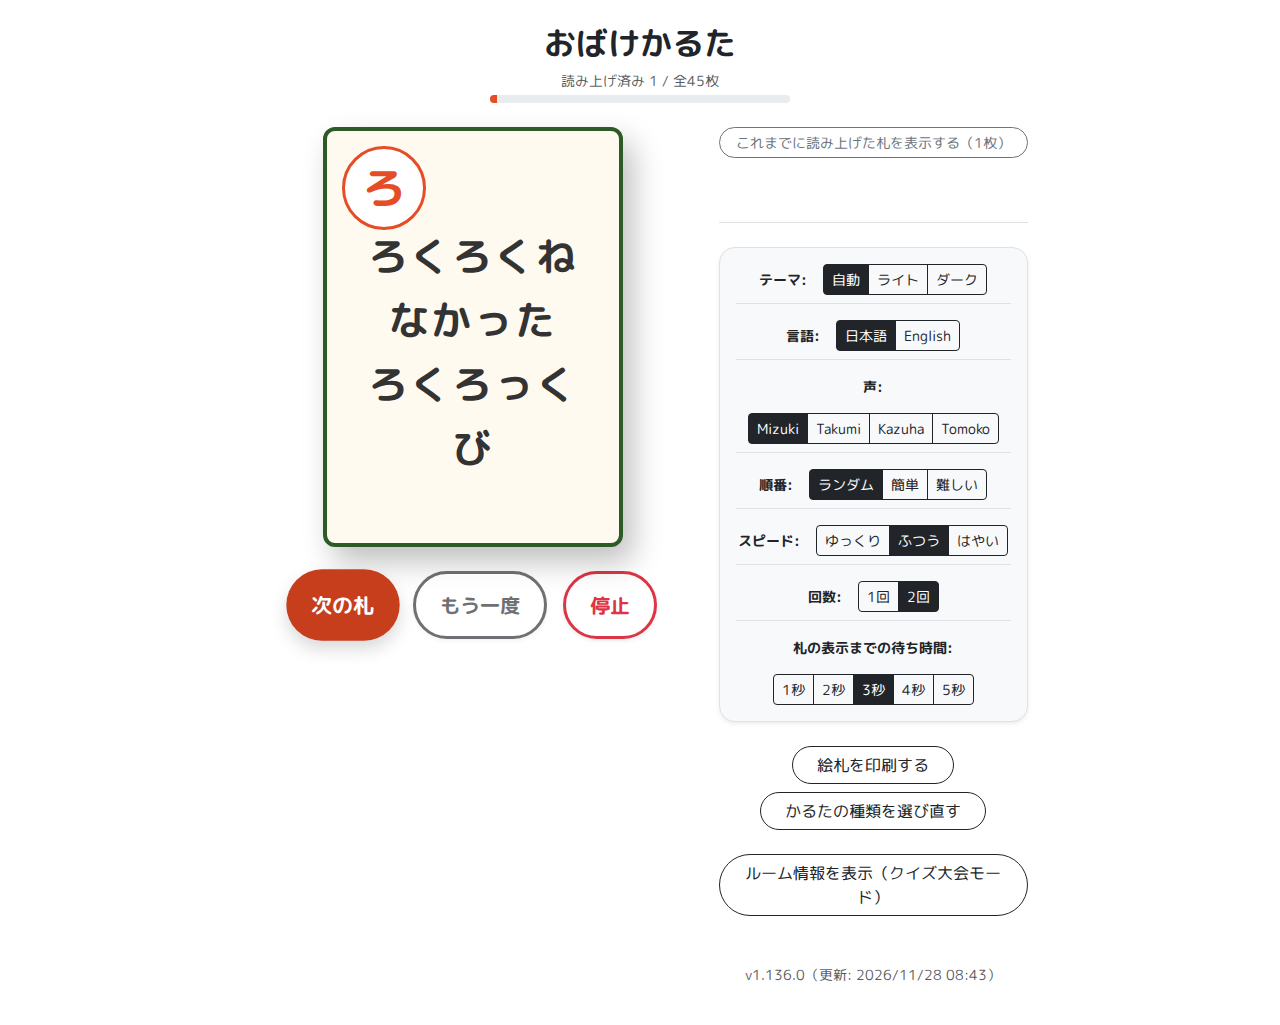 おばけかるた
読み上げ済み 1 / 全45枚
ろ
ろくろくね
なかった
ろくろっく
び
次の札
もう一度
停止
これまでに読み上げた札を表示する（1枚）
テーマ: 自動 ライト ダーク
言語: 日本語 English
声:
Mizuki Takumi Kazuha Tomoko
順番: ランダム 簡単 難しい
スピード: ゆっくり ふつう はやい
回数: 1回 2回
札の表示までの待ち時間:
1秒 2秒 3秒 4秒 5秒
絵札を印刷する
かるたの種類を選び直す
ルーム情報を表示（クイズ大会モー
ド）
v1.136.0（更新: 2026/11/28 08:43）